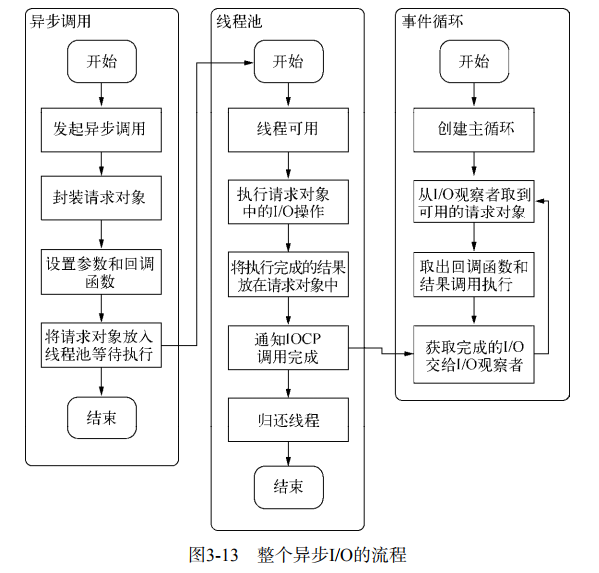 异步调用
开始
发起异步调用
封装请求对象
设置参数和回调
函数
将请求对象放入
线程池等待执行
结束
线程池
开始
线程可用
执行请求对象
中的I/O操作
将执行完成的结果
放在请求对象中
通知IOCP
调用完成
归还线程
结束
事件循环
开始
创建主循环
从I/O观察者取到
可用的请求对象
取出回调函数和
结果调用执行
获取完成的I/O
交给I/O观察者
图3-13 整个异步I/O的流程